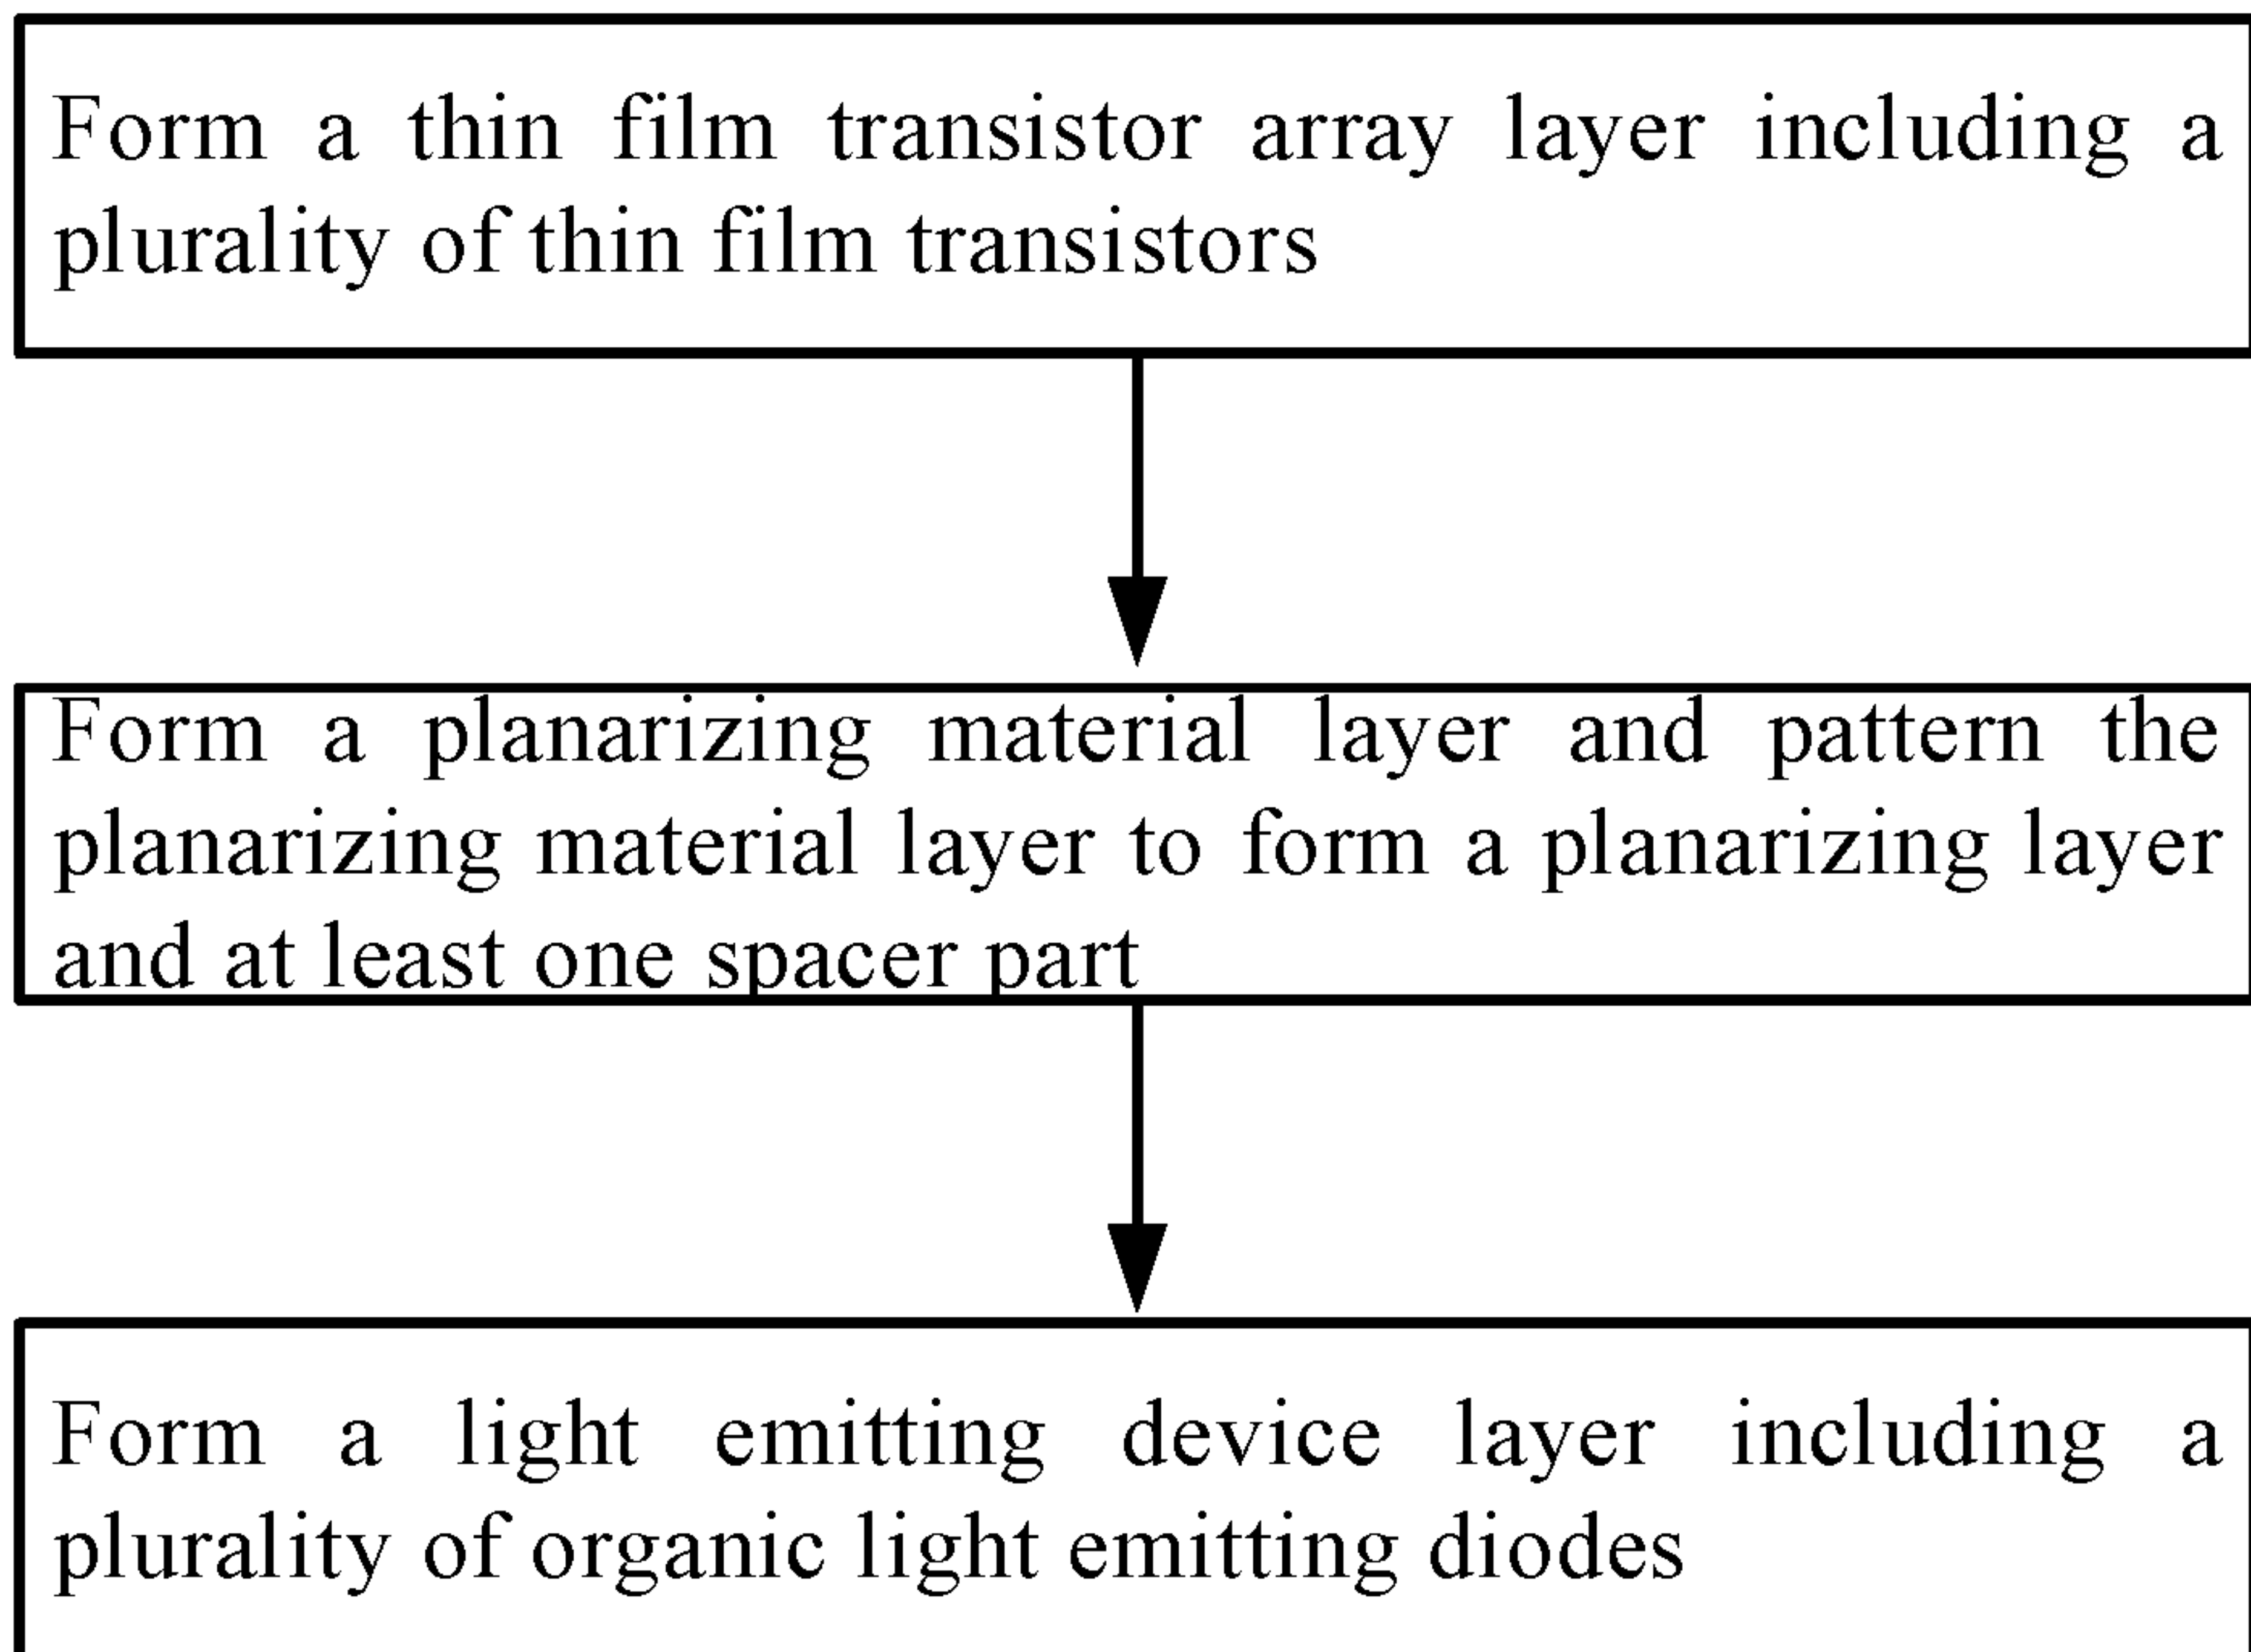 Form a thin film transistor array layer including a
plurality of thin film transistors
Form a planarizing material layer and pattern the
planarizing material layer to form a planarizing layer
and at least one spacer part
Form a light emitting device layer including a
plurality of organic light emitting diodes